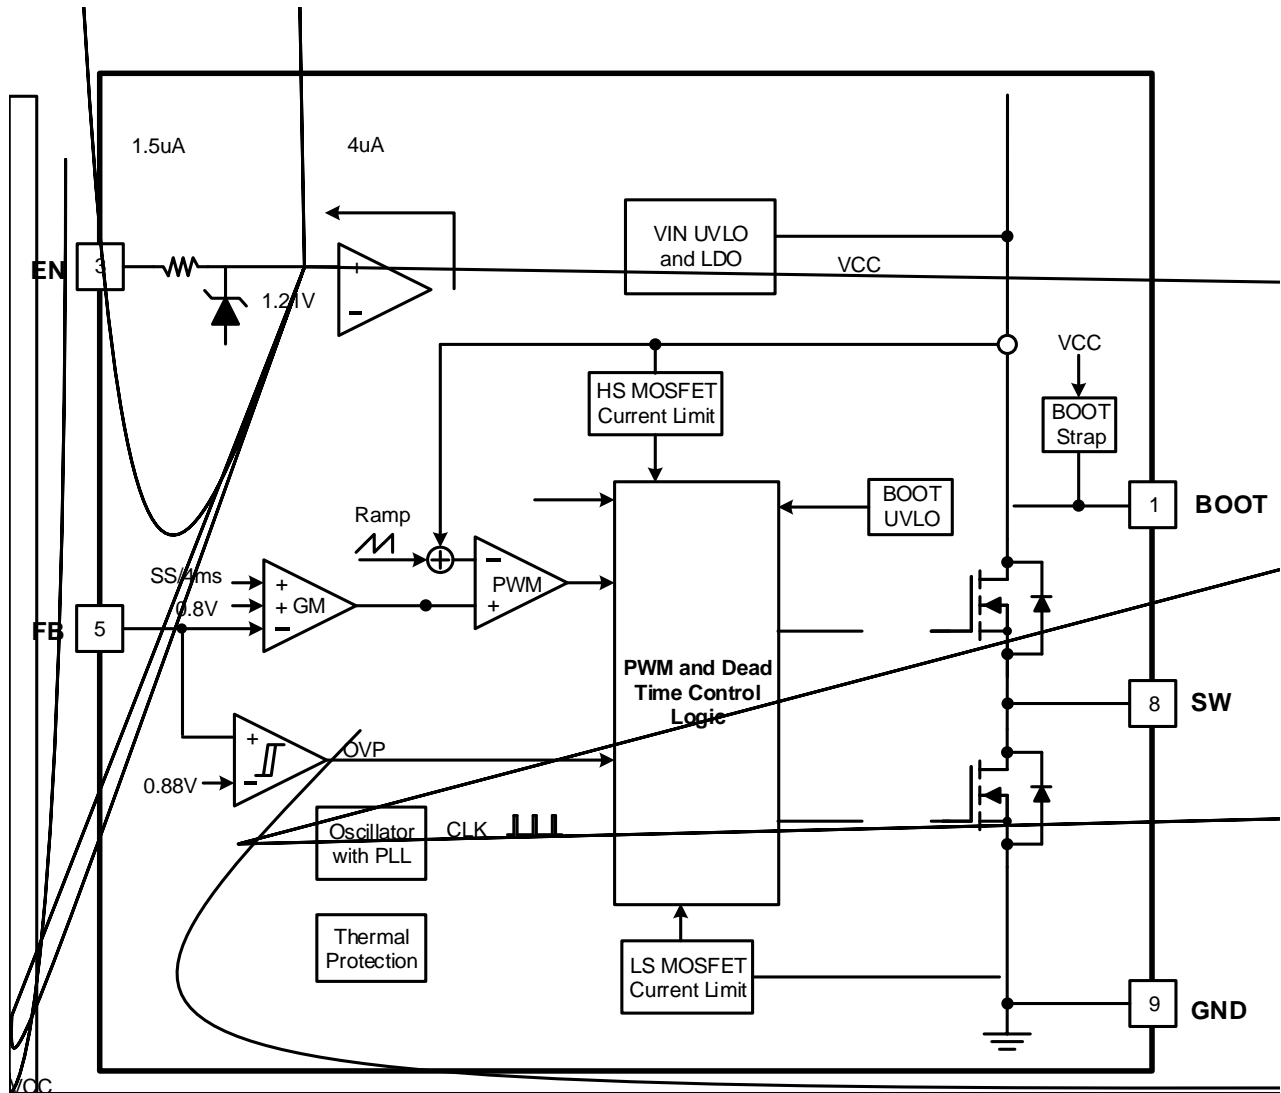 1.5uA
4uA
VIN UVLO
and LDO
VCC
EN
3
+
1.21V
−
VCC
HS MOSFET
Current Limit
BOOT
Strap
BOOT
UVLO
1
BOOT
Ramp
SS/4ms
0.8V
+
+
−
GM
−
+
PWM
FB
5
PWM and Dead
Time Control
Logic
8
SW
+
−
OVP
0.88V
Oscillator
with PLL
CLK
Thermal
Protection
LS MOSFET
Current Limit
9
GND
VCC